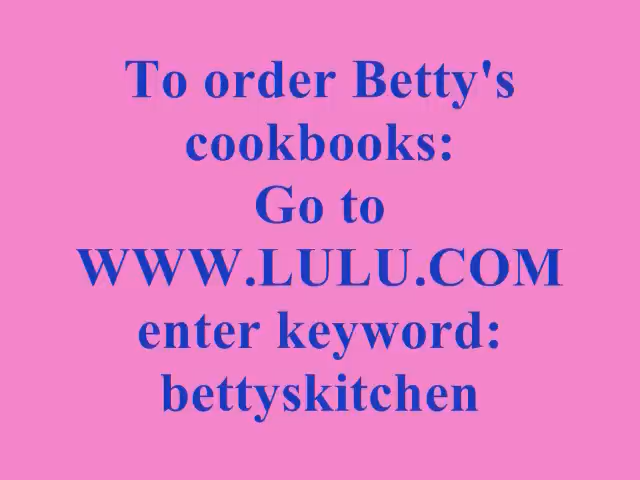 To order Betty's
cookbooks:
Go to
WWW.LULU.COM
enter keyword:
bettyskitchen